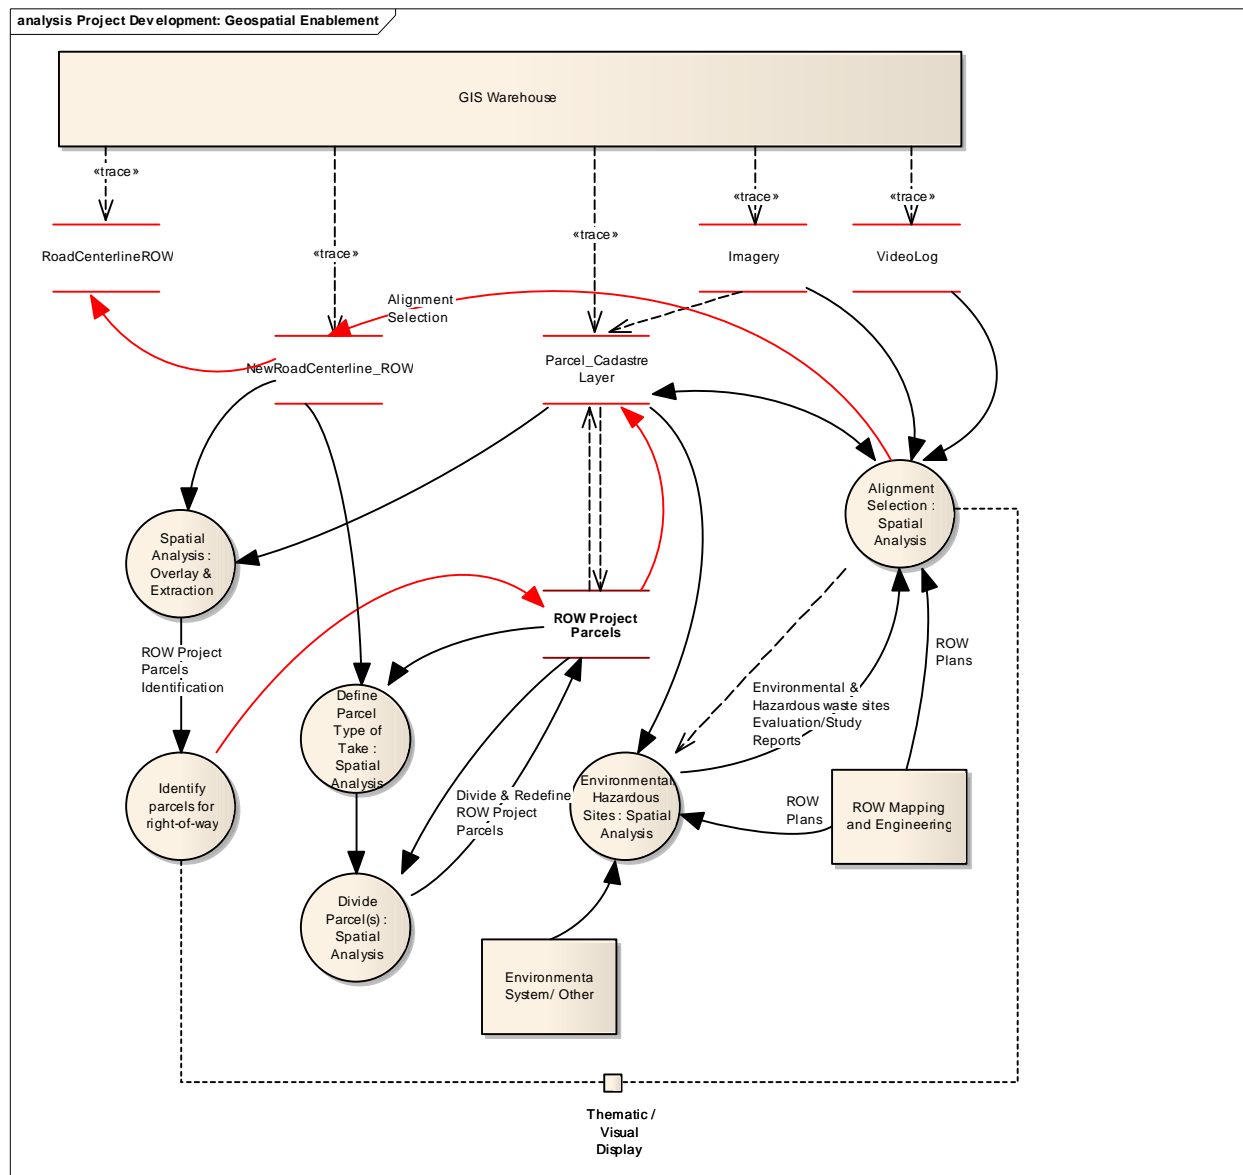 analysis Project Development: Geospatial Enablement
GIS Warehouse
«trace»
«trace»
«trace»
«trace»
«trace»
RoadCenterlineROW
Imagery
VideoLog
Alignment
Selection
NewRoadCenterline_ROW
Parcel_Cadastre
Layer
Alignment
Selection :
Spatial
Analysis
Spatial
Analysis :
Overlay &
Extraction
ROW Project
Parcels
ROW Project
Parcels
Identification
ROW
Plans
Environmental &
Hazardous waste sites
Evaluation/Study
Reports
Define
Parcel
Type of
Take :
Spatial
Analysis
Identify
parcels for
right-of-way
Divide & Redefine
ROW Project
Parcels
Environmental
Hazardous
Sites : Spatial
Analysis
ROW
Plans
ROW Mapping
and Engineering
Divide
Parcel(s) :
Spatial
Analysis
Environmenta
System/ Other
Thematic /
Visual
Display